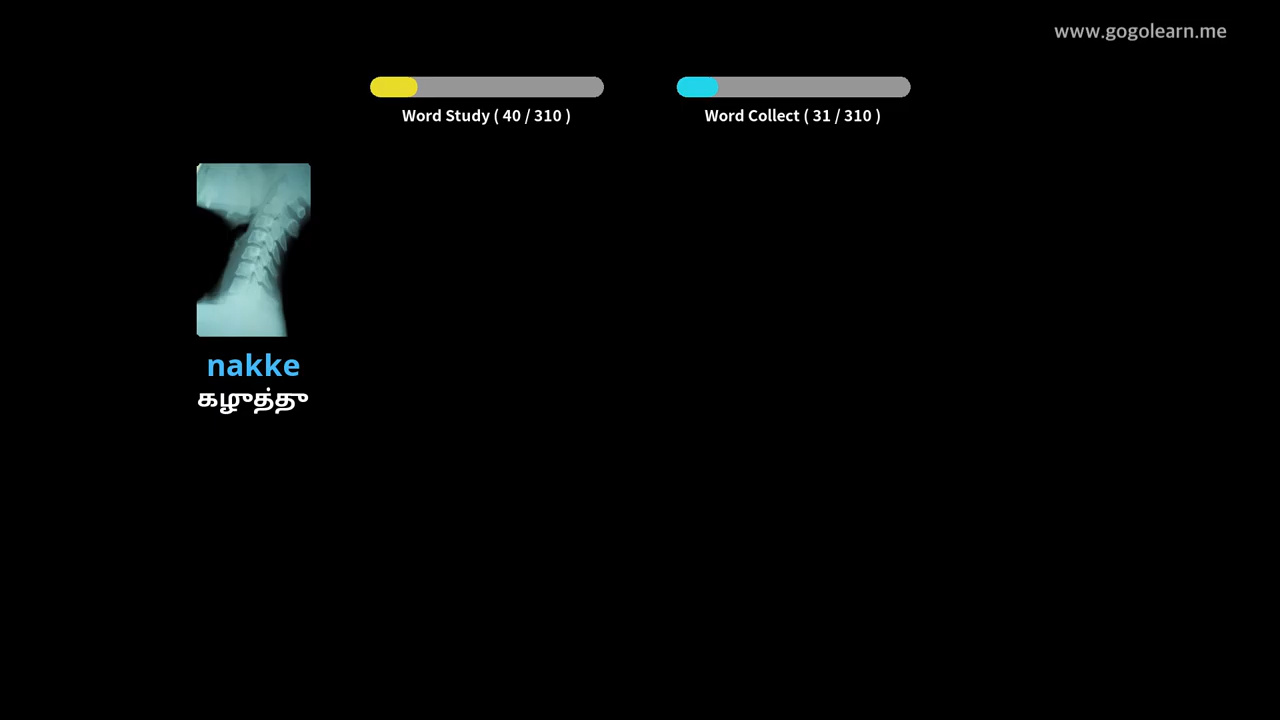 www.gogolearn.me
Word Study ( 40 / 310 )
Word Collect ( 31 / 310 )
nakke
கழுத்து